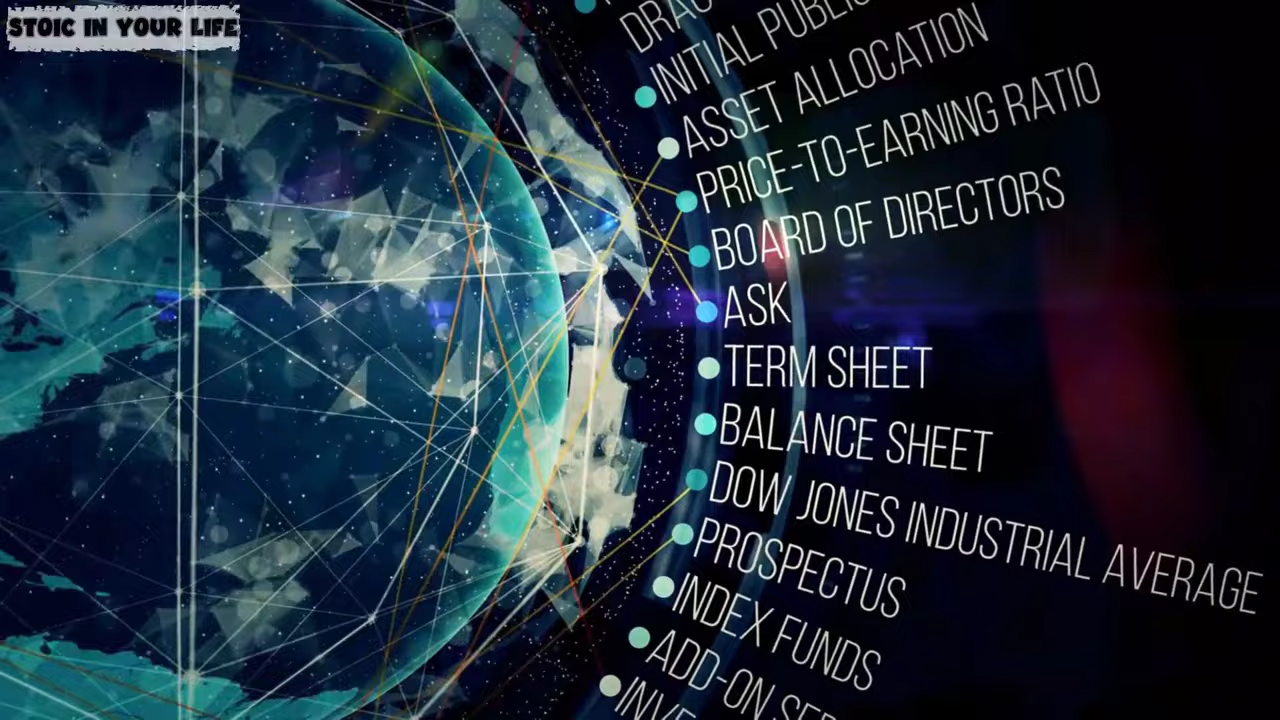 STOIC IN YOUR LIFE
INITIAL
ASSET ALLOCATION
PRICE-TO-EARNING RATIO
BOARD OF DIRECTORS
ASK
TERM SHEET
BALANCE SHEET
DOW JONES INDUSTRIAL AVERAGE
PROSPECTUS
INDEX FUNDS
ADD-ON